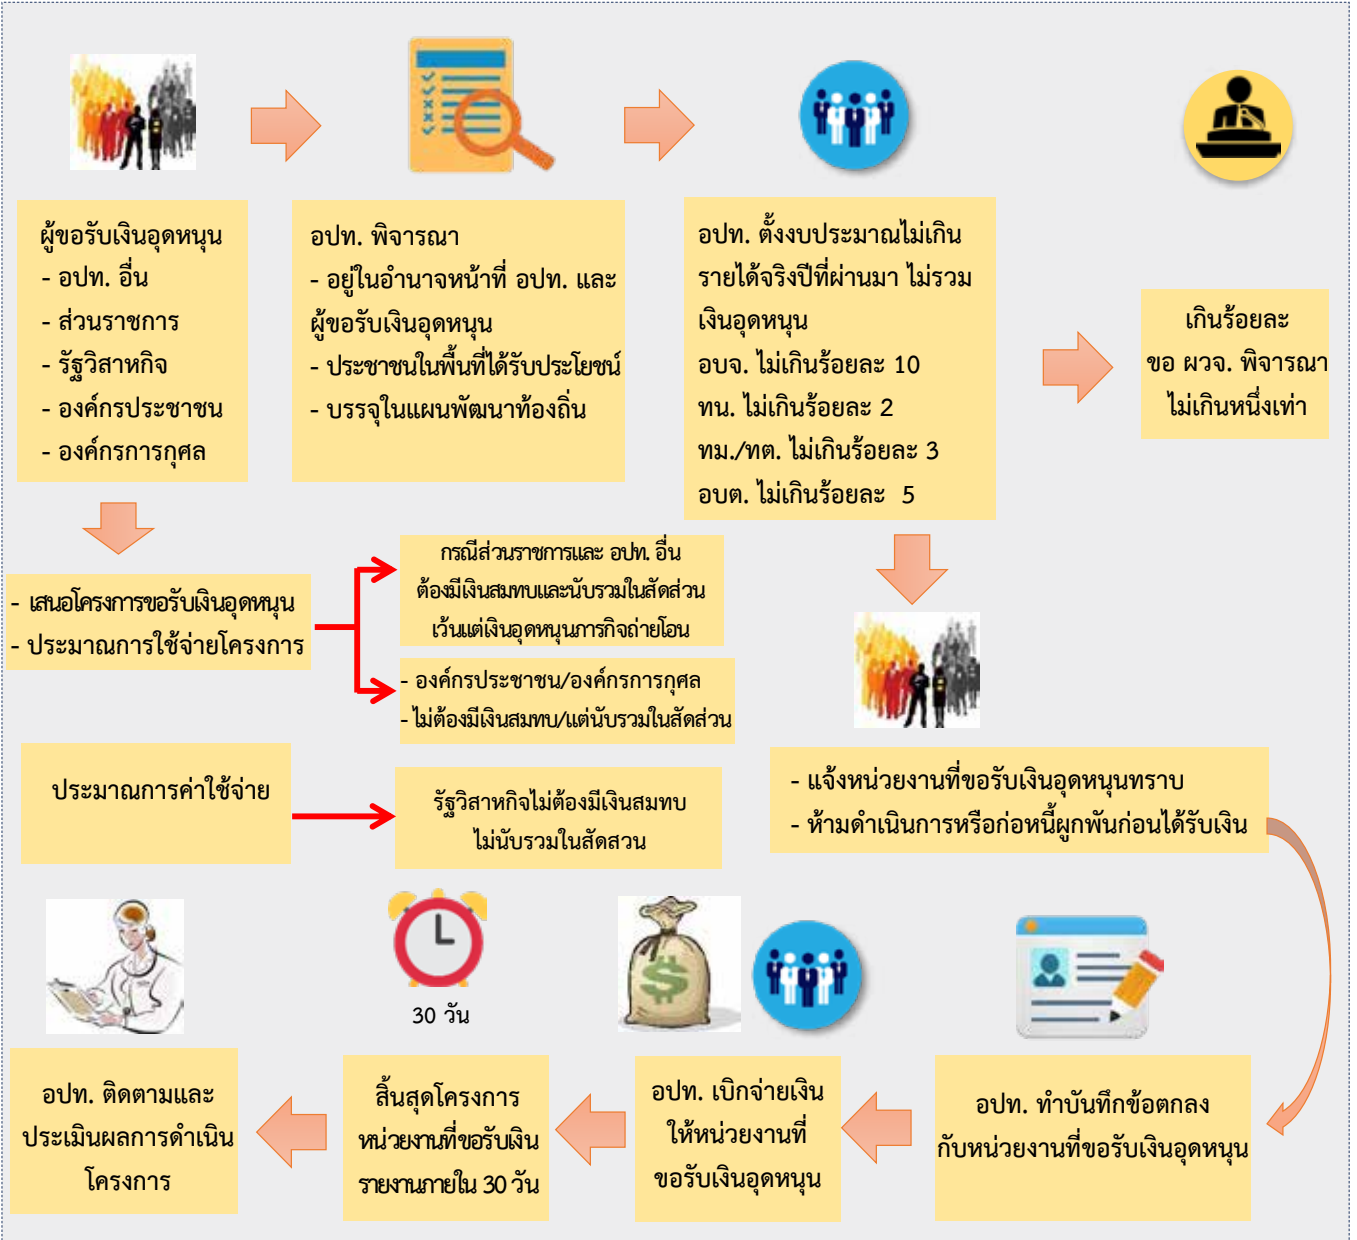 ผู้ขอรับเงินอุดหนุน
- อปท. อื่น
- ส่วนราชการ
- รัฐวิสาหกิจ
- องค์กรประชาชน
- องค์กรการกุศล
อปท. พิจารณา
- อยู่ในอำนาจหน้าที่ อปท. และ
ผู้ขอรับเงินอุดหนุน
- ประชาชนในพื้นที่ได้รับประโยชน์
- บรรจุในแผนพัฒนาท้องถิ่น
อปท. ตั้งงบประมาณไม่เกิน
รายได้จริงปีที่ผ่านมา ไม่รวม
เงินอุดหนุน
อบจ. ไม่เกินร้อยละ 10
ทน. ไม่เกินร้อยละ 2
ทม./ทต. ไม่เกินร้อยละ 3
อบต. ไม่เกินร้อยละ 5
เกินร้อยละ
ขอ ผวจ. พิจารณา
ไม่เกินหนึ่งเท่า
- เสนอโครงการขอรับเงินอุดหนุน
- ประมาณการใช้จ่ายโครงการ
กรณีส่วนราชการและ อปท. อื่น
ต้องมีเงินสมทบและนับรวมในสัดส่วน
เว้นแต่เงินอุดหนุนภารกิจถ่ายโอน
- องค์กรประชาชน/องค์กรการกุศล
- ไม่ต้องมีเงินสมทบ/แต่นับรวมในสัดส่วน
ประมาณการค่าใช้จ่าย
รัฐวิสาหกิจไม่ต้องมีเงินสมทบ
ไม่นับรวมในสัดสวน
- แจ้งหน่วยงานที่ขอรับเงินอุดหนุนทราบ
- ห้ามดำเนินการหรือก่อหนี้ผูกพันก่อนได้รับเงิน
30 วัน
อปท. ติดตามและ
ประเมินผลการดำเนิน
โครงการ
สิ้นสุดโครงการ
หน่วยงานที่ขอรับเงิน
รายงานภายใน 30 วัน
อปท. เบิกจ่ายเงิน
ให้หน่วยงานที่
ขอรับเงินอุดหนุน
อปท. ทำบันทึกข้อตกลง
กับหน่วยงานที่ขอรับเงินอุดหนุน